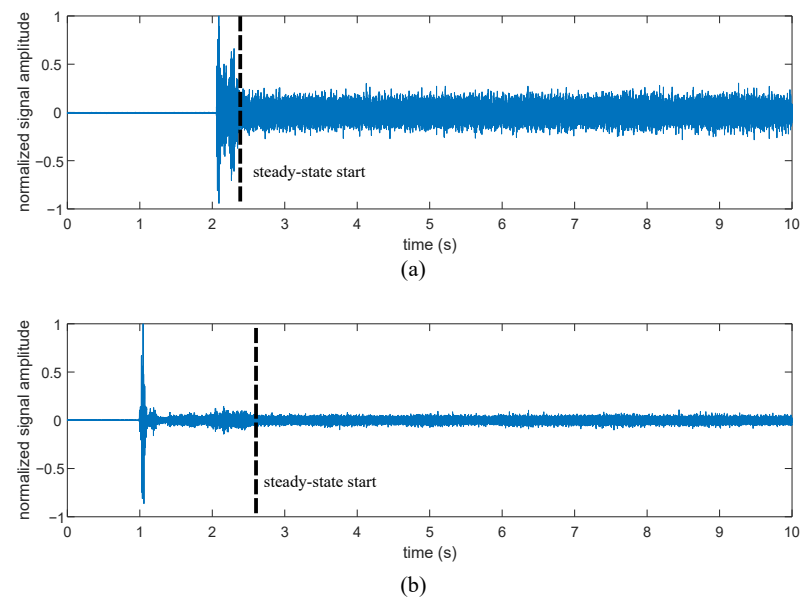 normalized signal amplitude
1
0.5
0
−0.5
−1
steady-state start
0 1 2 3 4 5 6 7 8 9 10
time (s)
(a)
normalized signal amplitude
1
0.5
0
−0.5
−1
steady-state start
0 1 2 3 4 5 6 7 8 9 10
time (s)
(b)